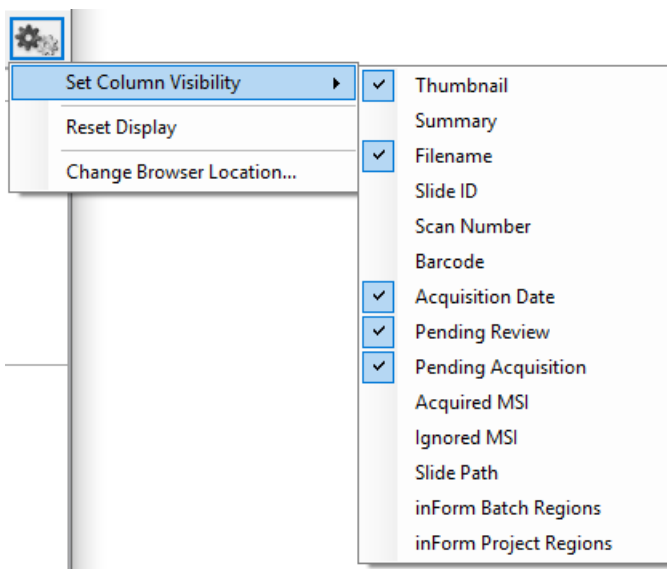 Set Column Visibility
Reset Display
Change Browser Location...
Thumbnail
Summary
Filename
Slide ID
Scan Number
Barcode
Acquisition Date
Pending Review
Pending Acquisition
Acquired MSI
Ignored MSI
Slide Path
inForm Batch Regions
inForm Project Regions